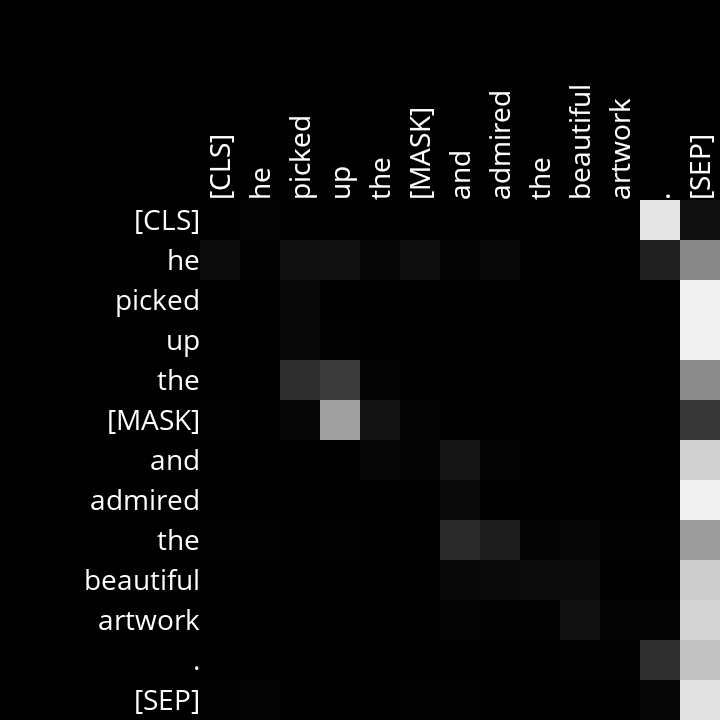 [CLS] he picked up the [MASK] and admired the beautiful artwork . [SEP]
[CLS]
he
picked
up
the
[MASK]
and
admired
the
beautiful
artwork
.
[SEP]